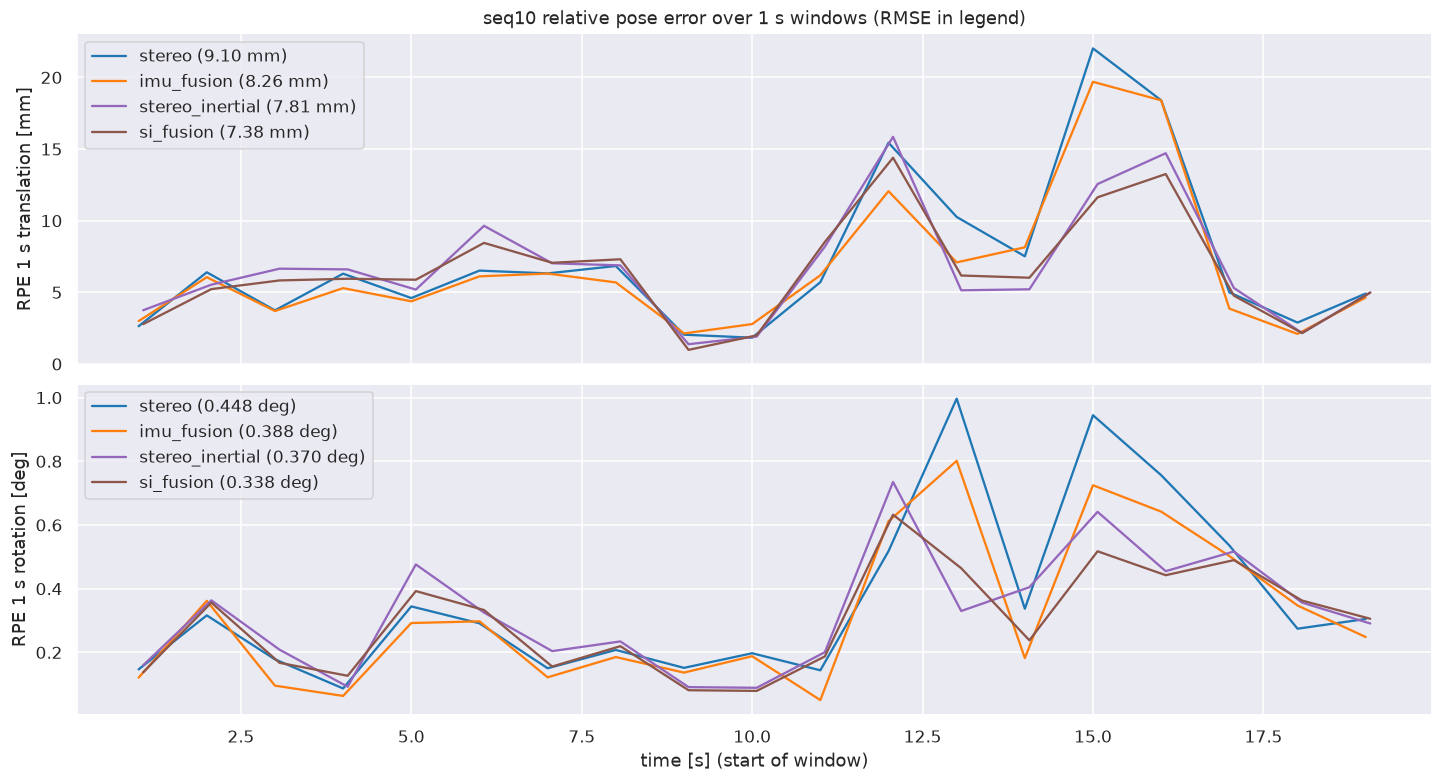 seq10 relative pose error over 1 s windows (RMSE in legend)
RPE 1 s translation [mm]
20
15
10
5
0
stereo (9.10 mm)
imu_fusion (8.26 mm)
stereo_inertial (7.81 mm)
si_fusion (7.38 mm)
RPE 1 s rotation [deg]
1.0
0.8
0.6
0.4
0.2
stereo (0.448 deg)
imu_fusion (0.388 deg)
stereo_inertial (0.370 deg)
si_fusion (0.338 deg)
2.5 5.0 7.5 10.0 12.5 15.0 17.5
time [s] (start of window)